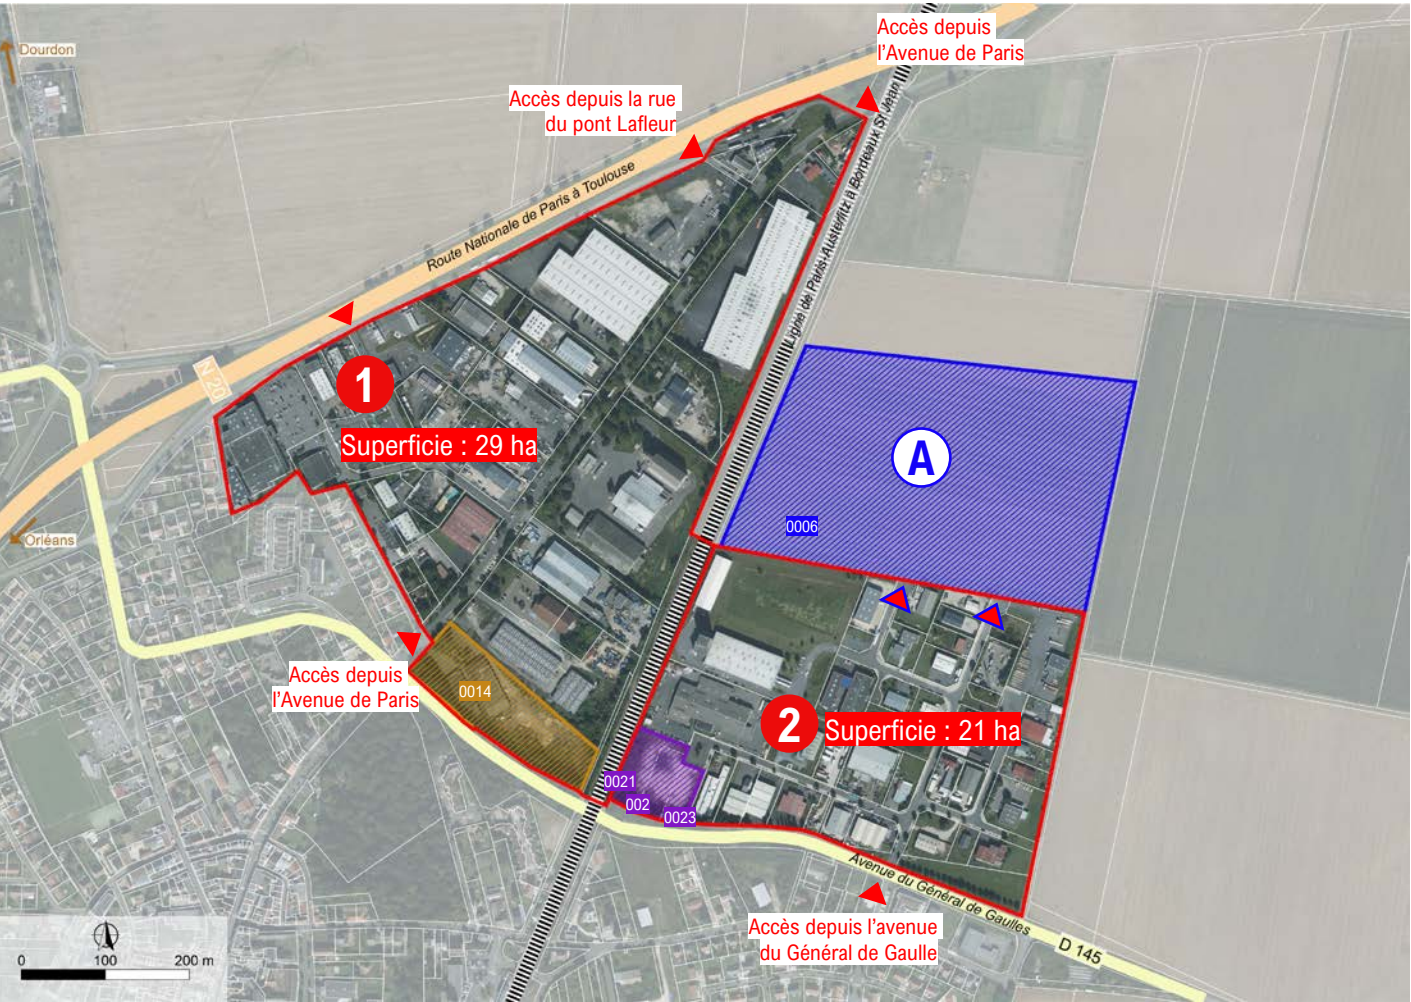 Accès depuis
l'Avenue de Paris
Dourdon
Accès depuis la rue
du pont Lafleur
Route Nationale de Paris à Toulouse
Ligne de Paris-Austerlitz à Bordeaux St Jean
N 20
1
Superficie : 29 ha
A
0006
Orléans
Accès depuis
l'Avenue de Paris
0014
2
Superficie : 21 ha
0021
002
0023
Avenue du Général de Gaulles
Accès depuis l'avenue
du Général de Gaulle
D 145
0 100 200 m